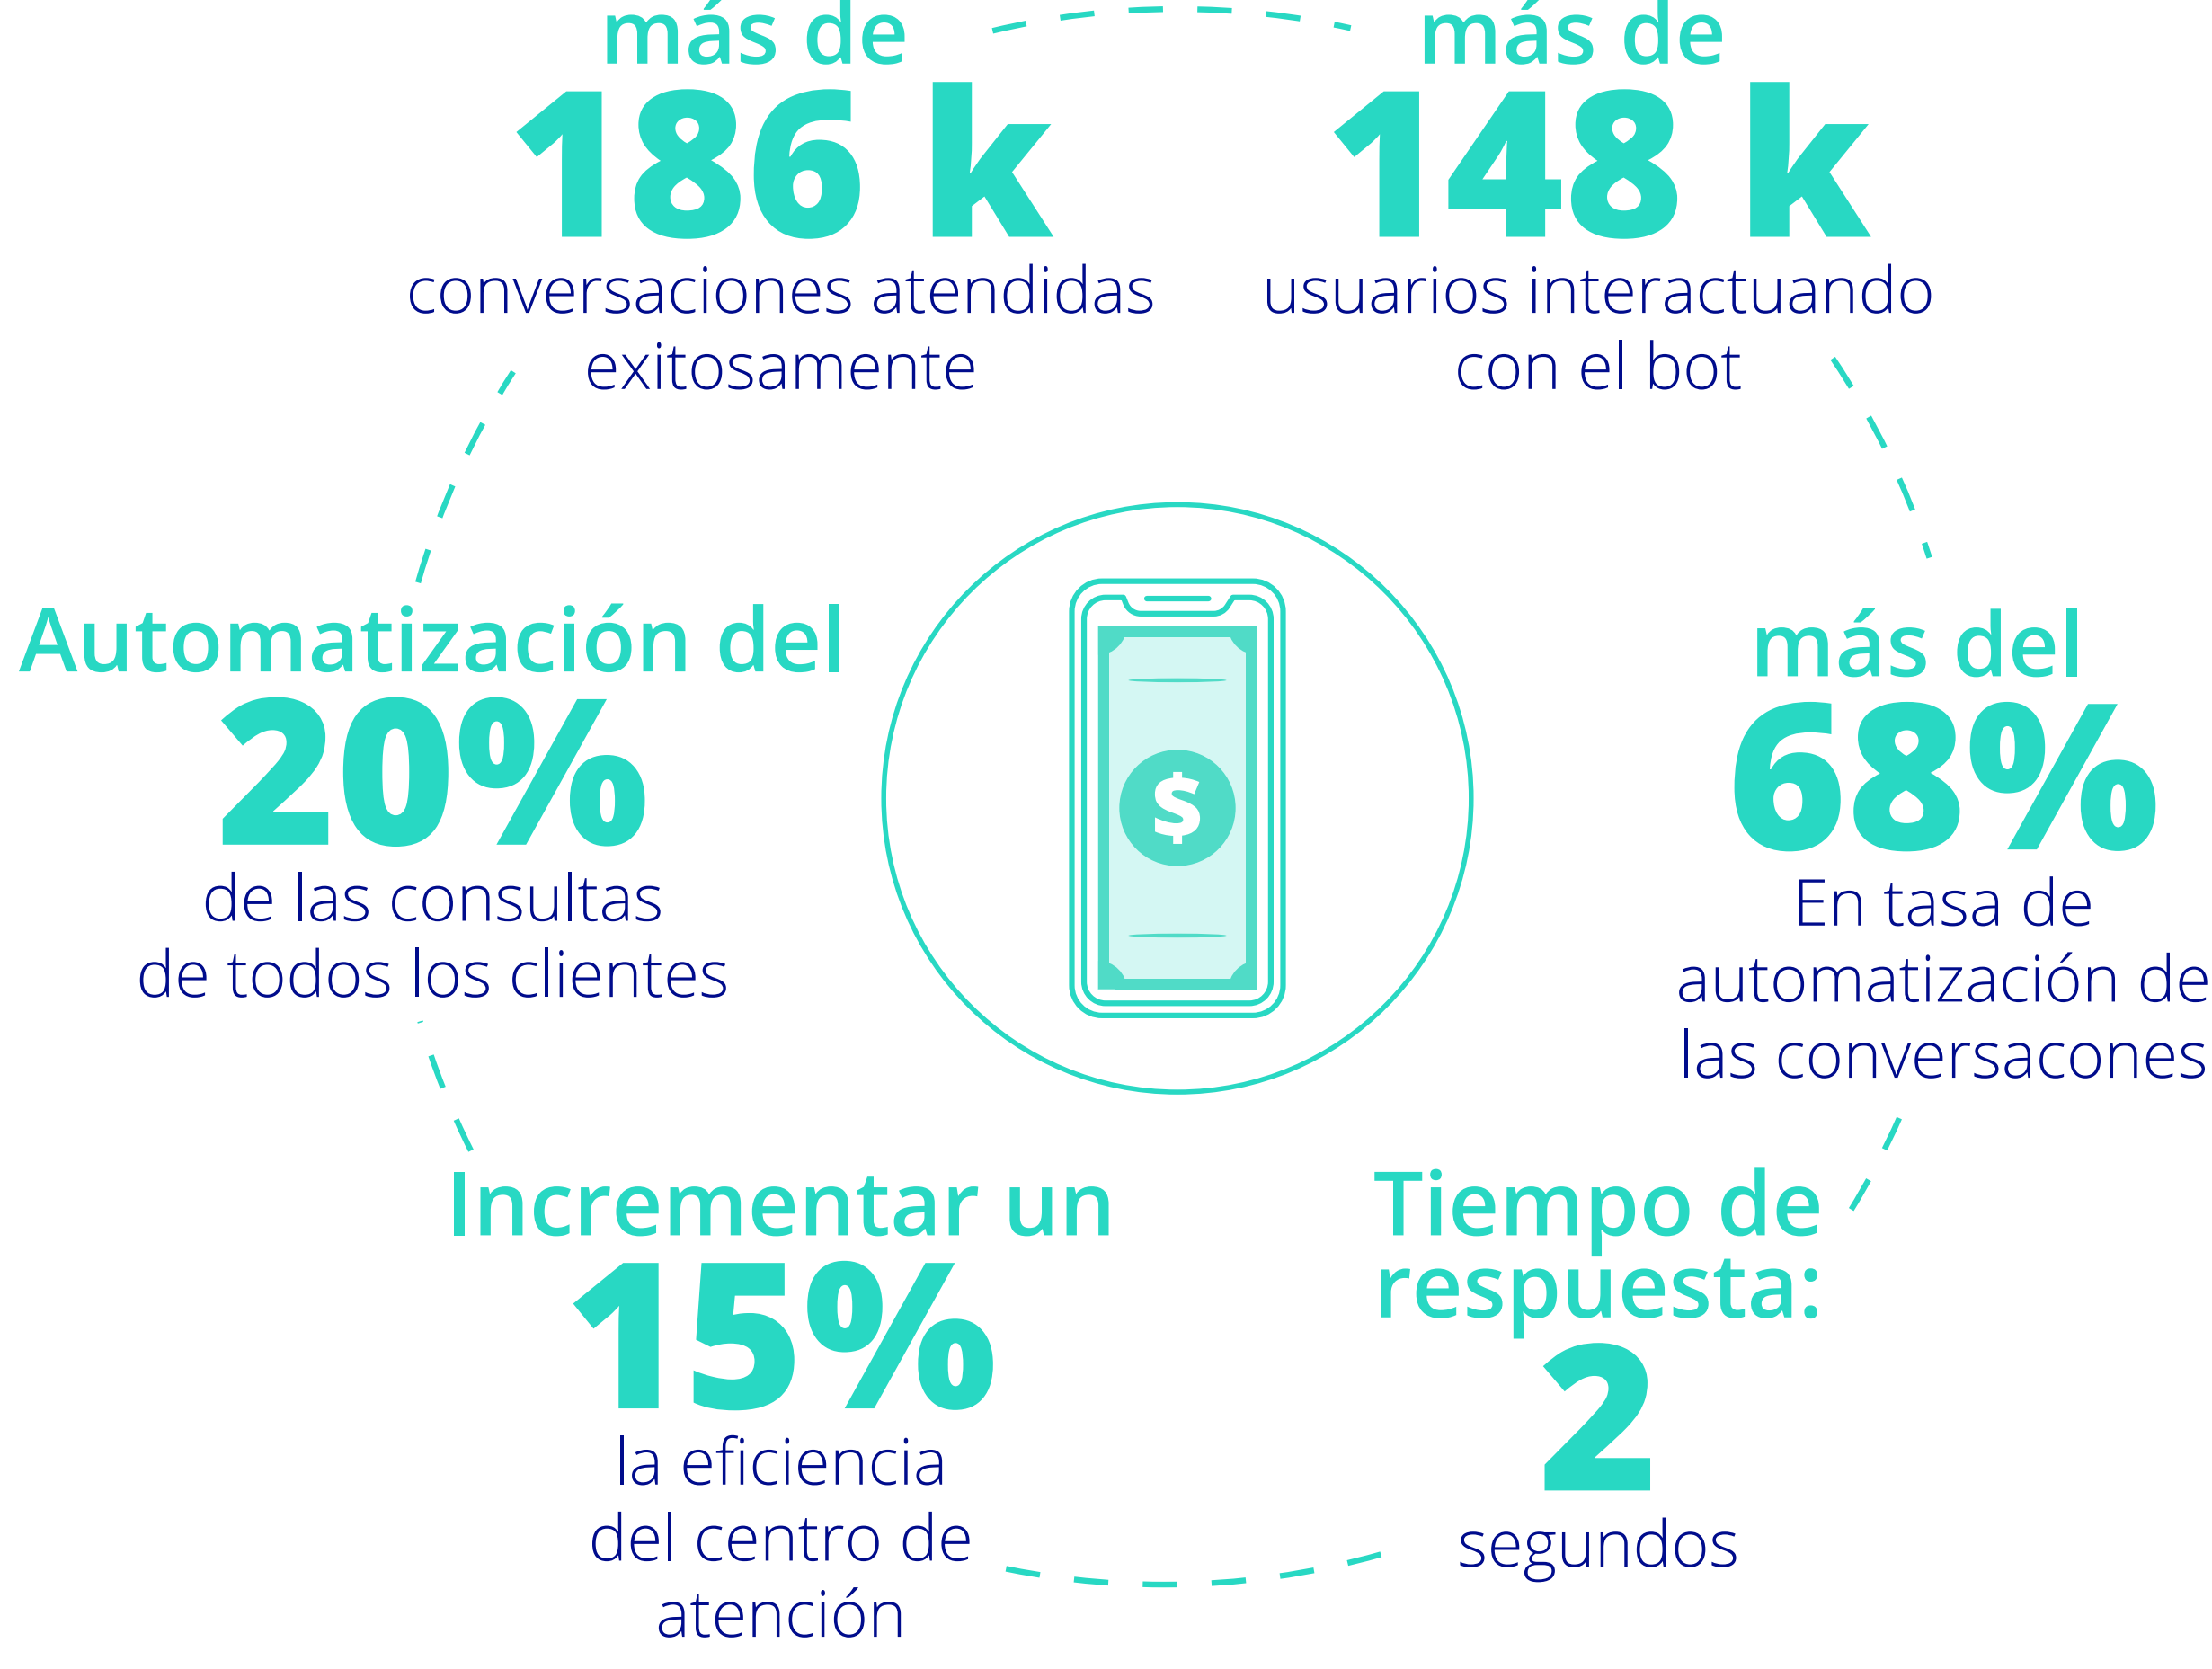 más de
186 k
conversaciones atendidas
exitosamente
más de
148 k
usuarios interactuando
con el bot
Automatización del
20%
de las consultas
de todos los clientes
$
más del
68%
En tasa de
automatización de
las conversacones
Incrementar un
15%
la eficiencia
del centro de
atención
Tiempo de
respuesta:
2
segundos